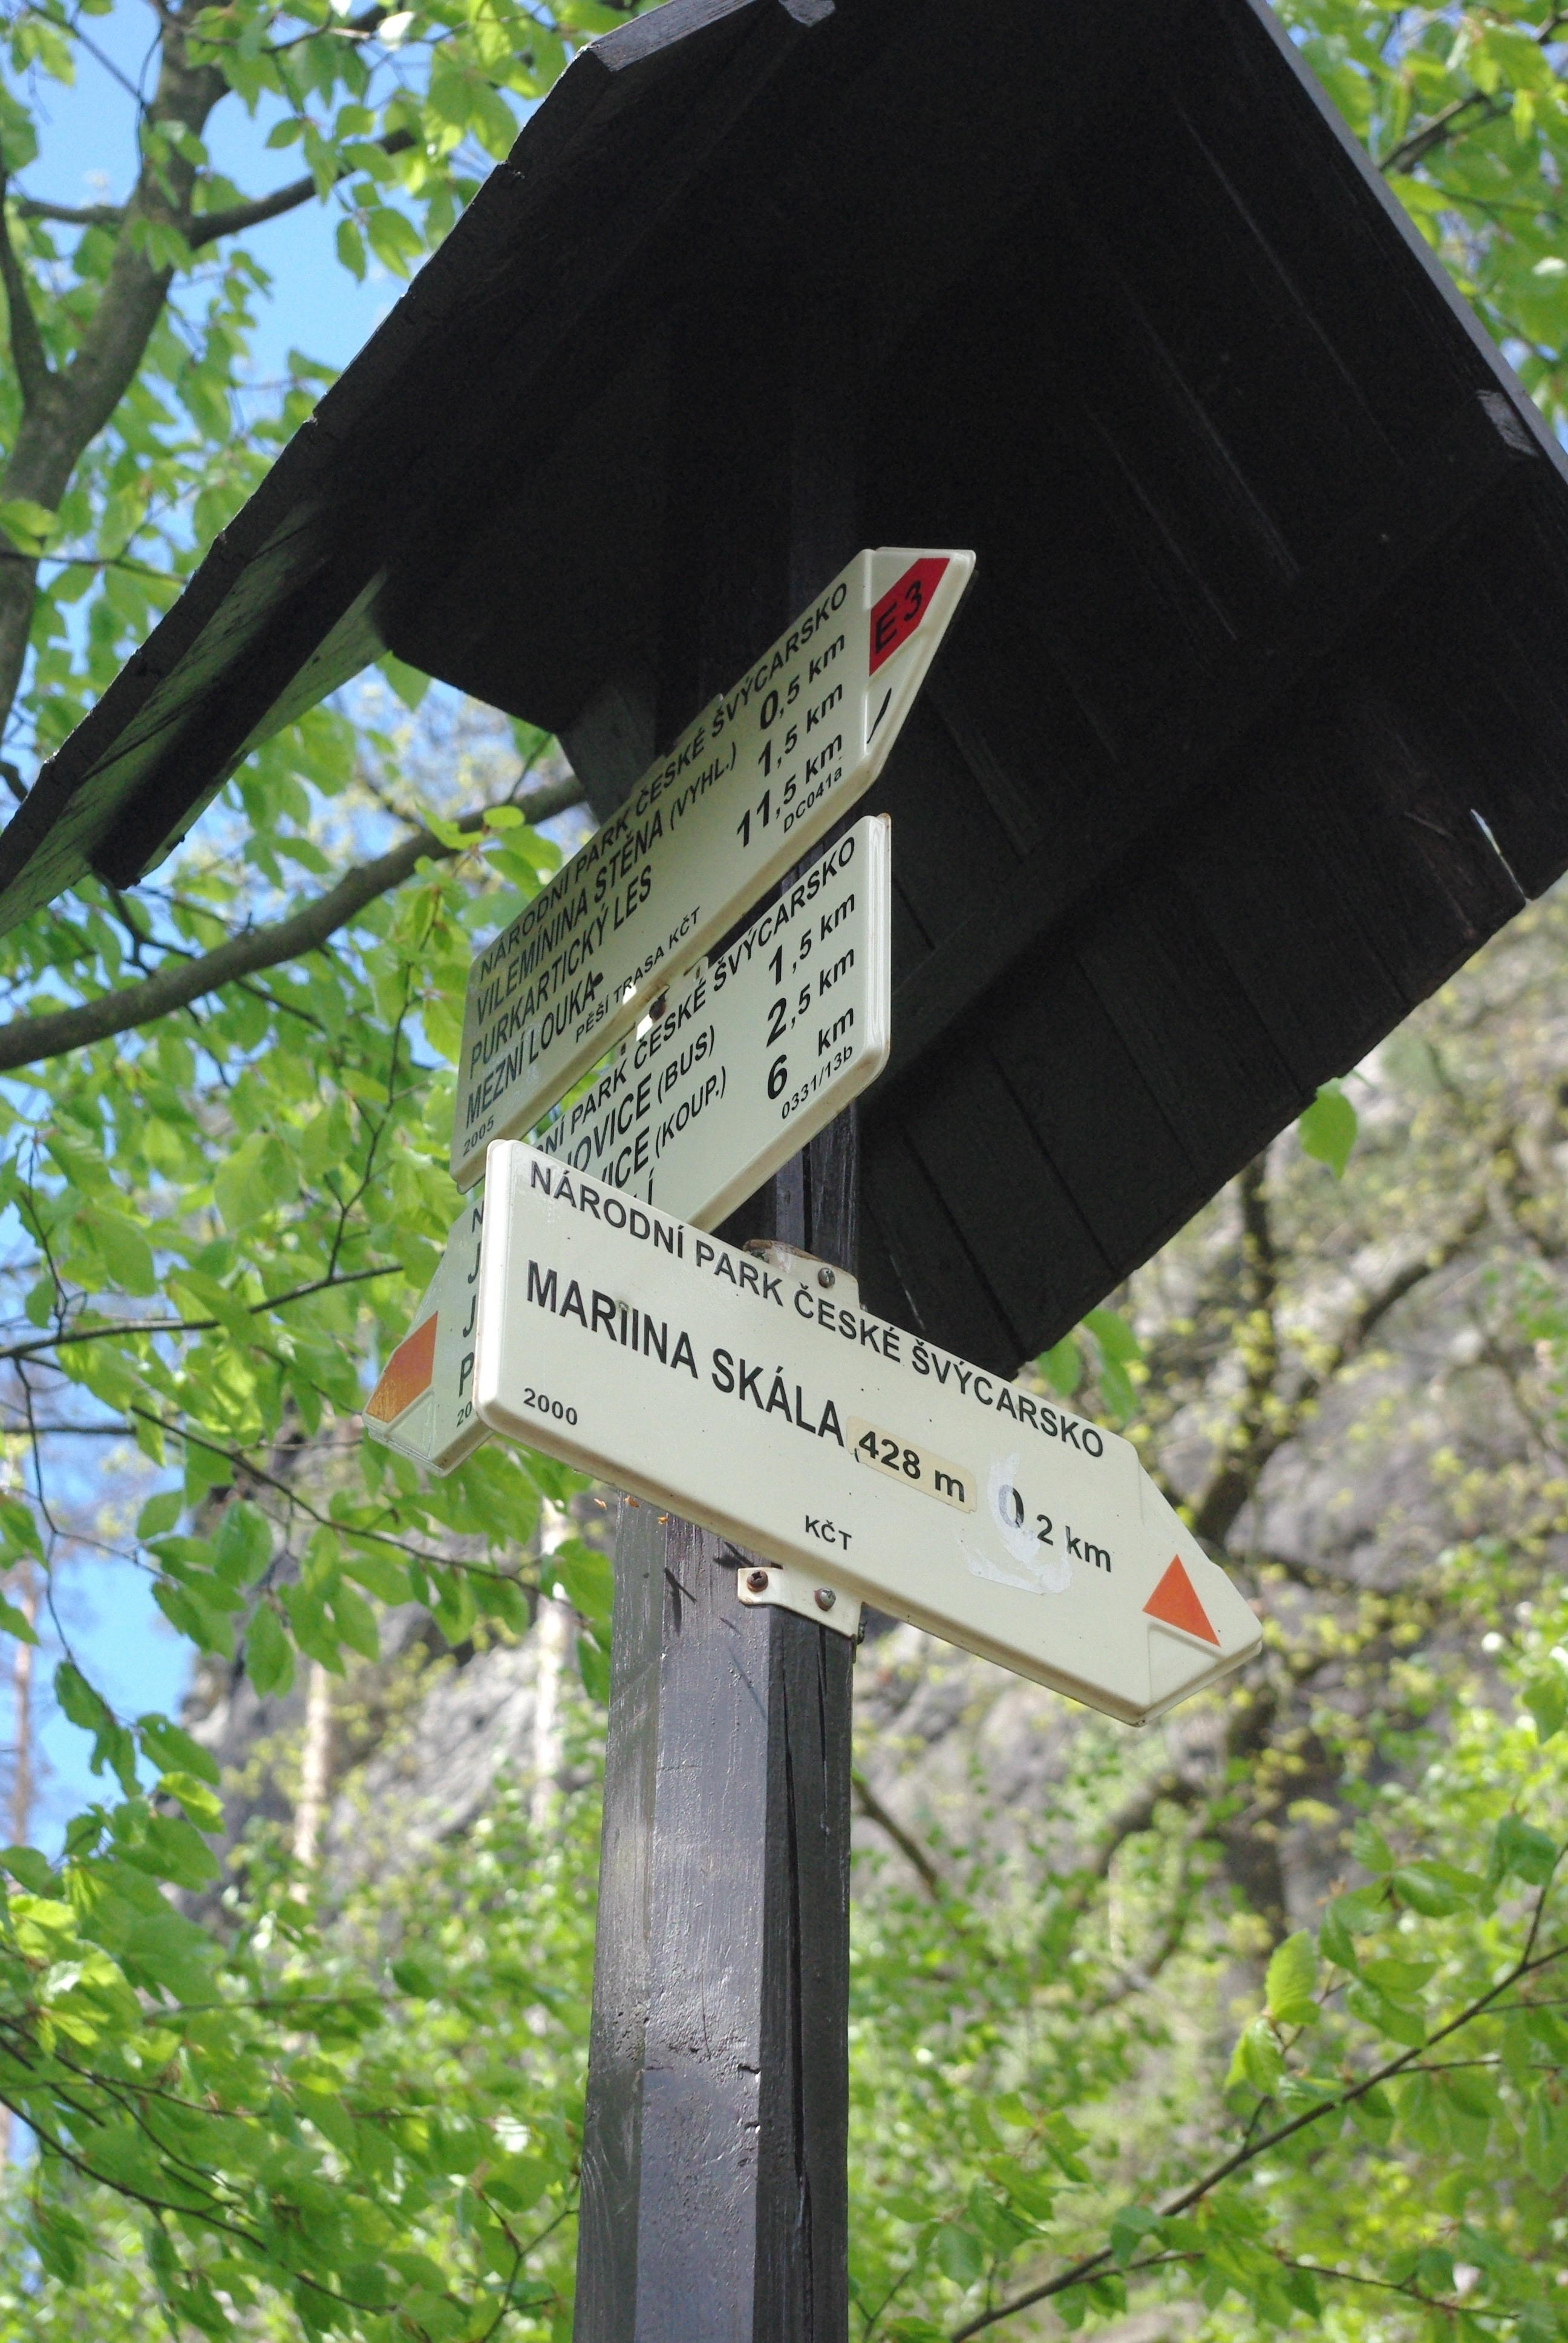 NÁRODNÍ PARK ČESKÉ ŠVÝCARSKO
VILEMÍNINA STĚNA (VYHL.) 0,5 km
PURKARTICKÝ LES 1,5 km
MEZNÍ LOUKA 11,5 km
2005 PĚŠÍ TRASA KČT DC041a
E3
PARK ČESKÉ ŠVÝCARSKO
(BUS) 1,5 km
(KOUP.) 2,5 km
6 km
0331/13b
NÁRODNÍ PARK ČESKÉ ŠVÝCARSKO
MARIINA SKÁLA 428 m 0,2 km
2000 KČT